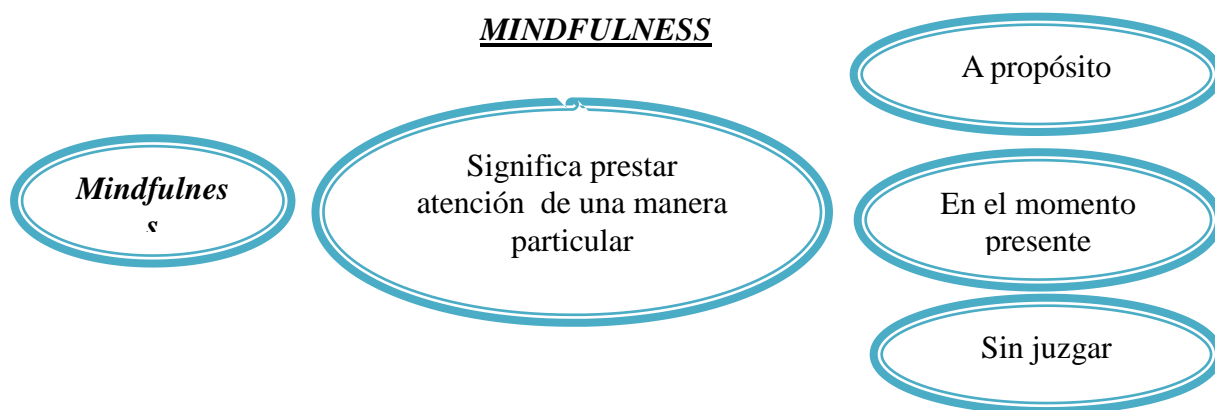 MINDFULNESS
Mindfulnes
s
Significa prestar
atención de una manera
particular
A propósito
En el momento
presente
Sin juzgar